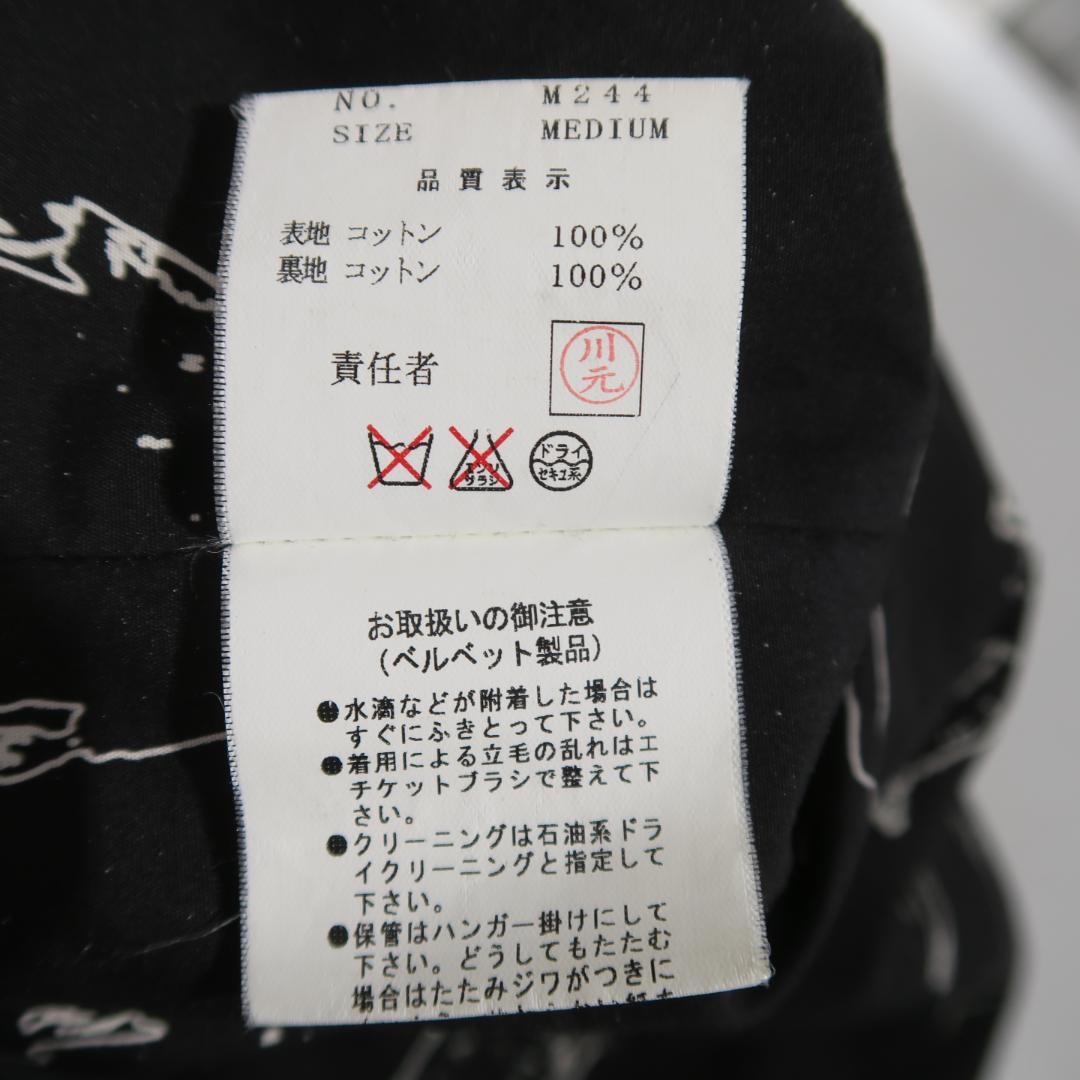 NO. M244
SIZE MEDIUM
品質表示
表地 コットン 100%
裏地 コットン 100%
責任者 川元
エンソ サラシ
ドライ セキユ系
お取扱いの御注意
(ベルベット製品)
●水滴などが附着した場合は
すぐにふきとって下さい。
●着用による立毛の乱れはエ
チケットブラシで整えて下
さい。
●クリーニングは石油系ドラ
イクリーニングと指定して
下さい。
●保管はハンガー掛けにして
下さい。どうしてもたたむ
場合はたたみジワがつきに